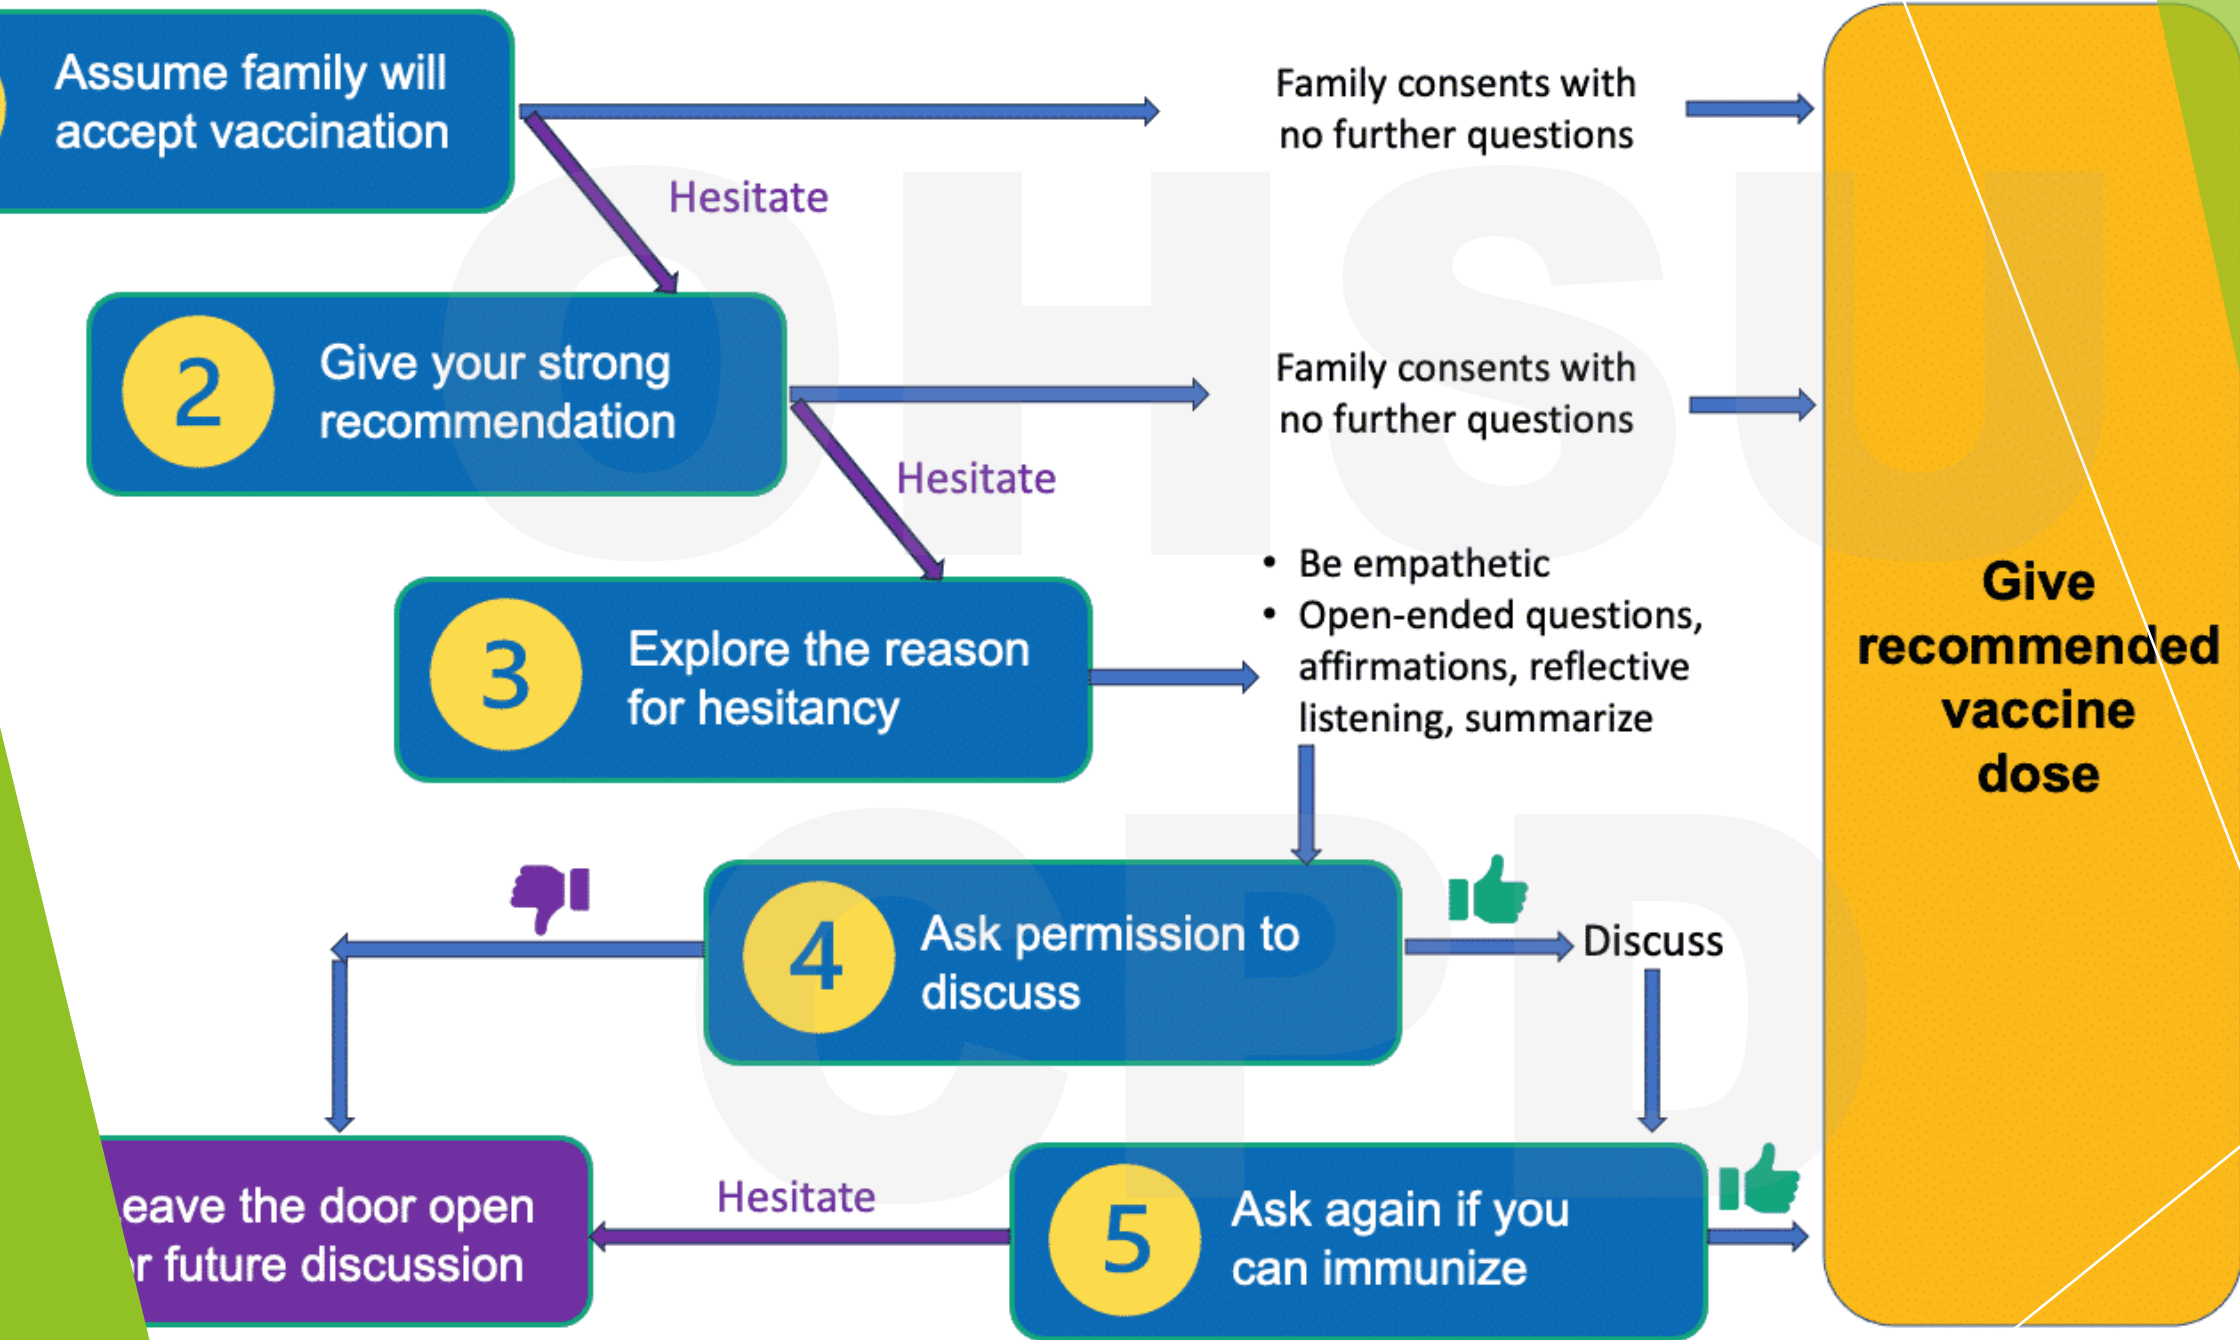 Assume family will
accept vaccination
Family consents with
no further questions
Hesitate
2
Give your strong
recommendation
Family consents with
no further questions
Hesitate
3
Explore the reason
for hesitancy
• Be empathetic
• Open-ended questions,
affirmations, reflective
listening, summarize
Give
recommended
vaccine
dose
4
Ask permission to
discuss
Discuss
eave the door open
r future discussion
Hesitate
5
Ask again if you
can immunize
OHSU
CPD